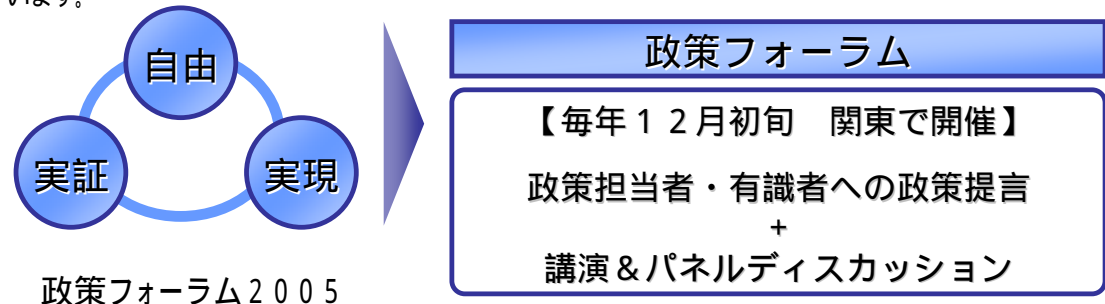 います。
自由
実証
実現
政策フォーラム
【毎年１２月初旬　関東で開催】
政策担当者・有識者への政策提言
+
講演＆パネルディスカッション
政策フォーラム２００５